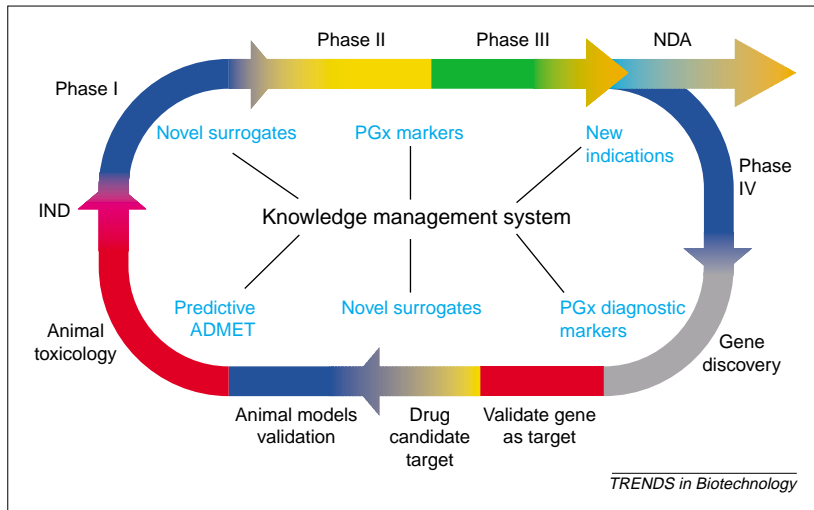 Phase II
Phase III
NDA
Phase I
Novel surrogates
PGx markers
New
indications
Phase
IV
IND
Knowledge management system
Predictive
ADMET
Novel surrogates
PGx diagnostic
markers
Animal
toxicology
Gene
discovery
Animal models
validation
Drug
candidate
target
Validate gene
as target
TRENDS in Biotechnology